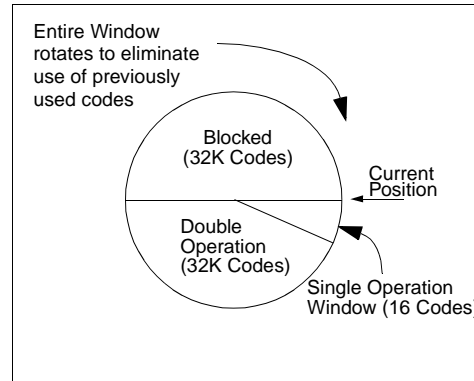 Entire Window
rotates to eliminate
use of previously
used codes
Blocked
(32K Codes)
Current
Position
Double
Operation
(32K Codes)
Single Operation
Window (16 Codes)